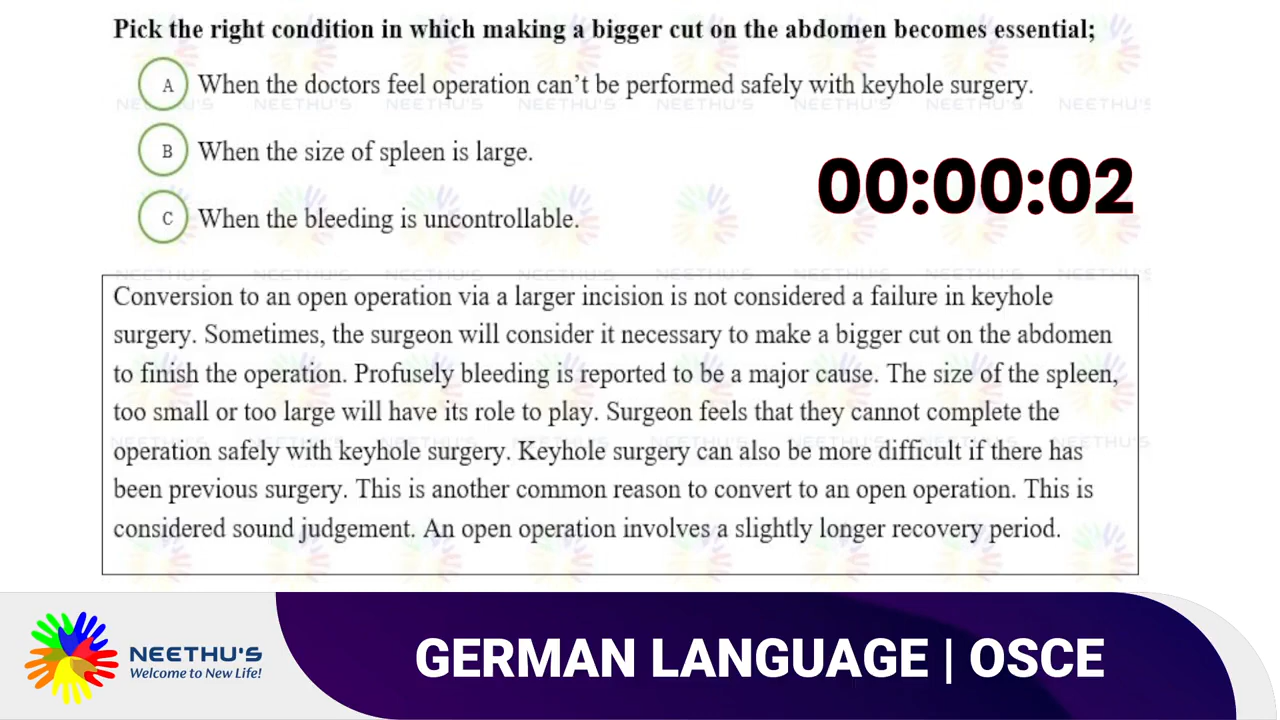 Pick the right condition in which making a bigger cut on the abdomen becomes essential;
A When the doctors feel operation can’t be performed safely with keyhole surgery.
B When the size of spleen is large.
C When the bleeding is uncontrollable.
00:00:02
Conversion to an open operation via a larger incision is not considered a failure in keyhole
surgery. Sometimes, the surgeon will consider it necessary to make a bigger cut on the abdomen
to finish the operation. Profusely bleeding is reported to be a major cause. The size of the spleen,
too small or too large will have its role to play. Surgeon feels that they cannot complete the
operation safely with keyhole surgery. Keyhole surgery can also be more difficult if there has
been previous surgery. This is another common reason to convert to an open operation. This is
considered sound judgement. An open operation involves a slightly longer recovery period.
NEETHU'S
Welcome to New Life!
GERMAN LANGUAGE | OSCE